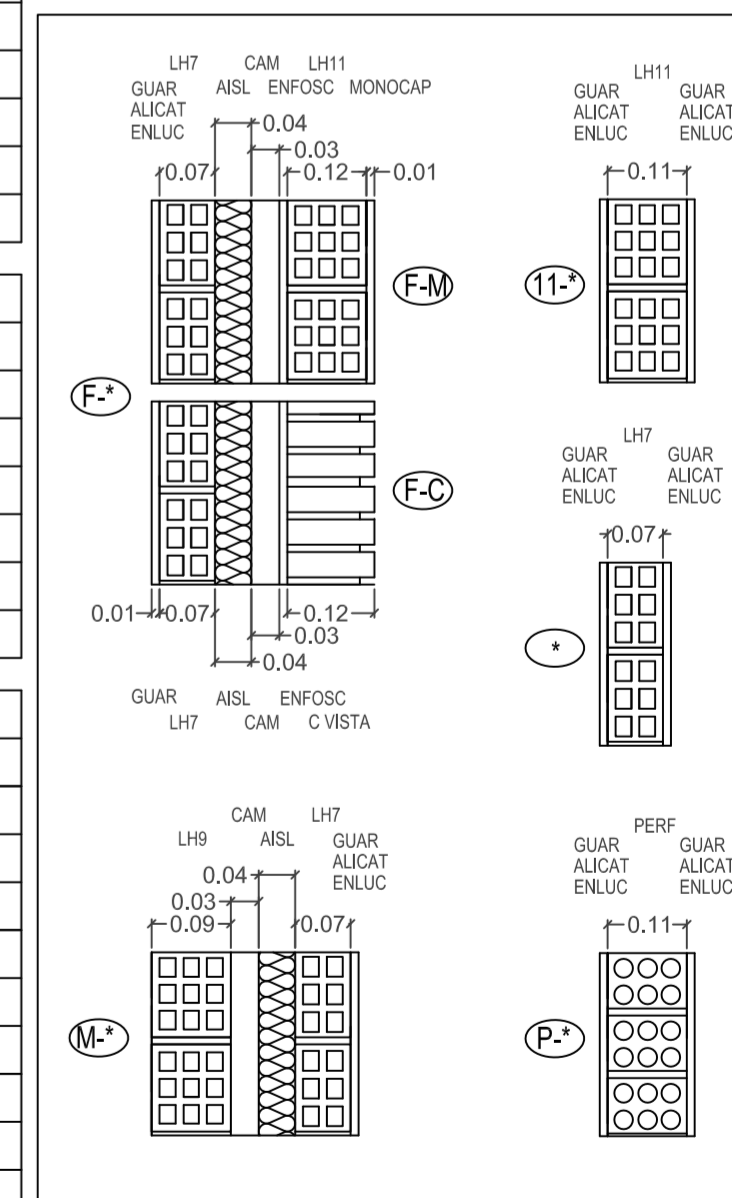 LH7 CAM LH11
GUAR AISL ENFOSC MONOCAP
ALICAT
ENLUC
0.04
0.03
0.07 0.12 0.01
F-M
F-*
F-C
0.01 0.07 0.12
0.03
0.04
GUAR AISL ENFOSC
LH7 CAM C VISTA
LH11
GUAR GUAR
ALICAT ALICAT
ENLUC ENLUC
0.11
11-*
LH7
GUAR GUAR
ALICAT ALICAT
ENLUC ENLUC
0.07
*
CAM LH7
LH9 AISL GUAR
ALICAT
ENLUC
0.04
0.03
0.09 0.07
M-*
PERF
GUAR GUAR
ALICAT ALICAT
ENLUC ENLUC
0.11
P-*